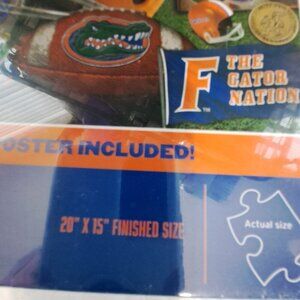 F
THE
GATOR
NATION
OSTER INCLUDED!
20" X 15" FINISHED SIZE
Actual size